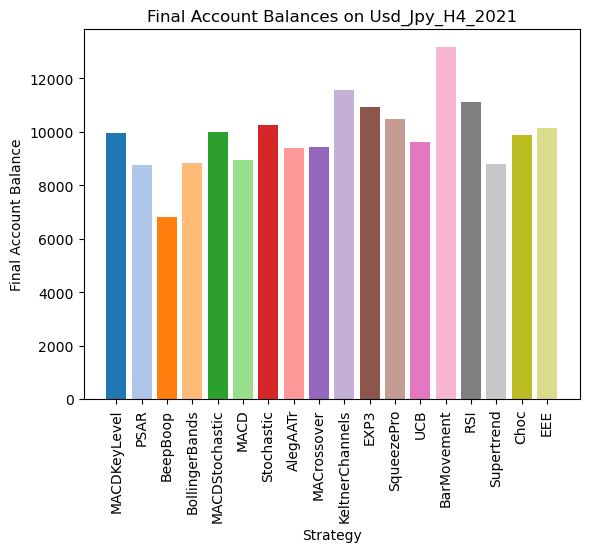 Final Account Balances on Usd_Jpy_H4_2021
Final Account Balance
12000
10000
8000
6000
4000
2000
0
MACDKeyLevel
PSAR
BeepBoop
BollingerBands
MACDStochastic
MACD
Stochastic
AlegAATr
MACrossover
KeltnerChannels
EXP3
SqueezePro
UCB
BarMovement
RSI
Supertrend
Choc
EEE
Strategy